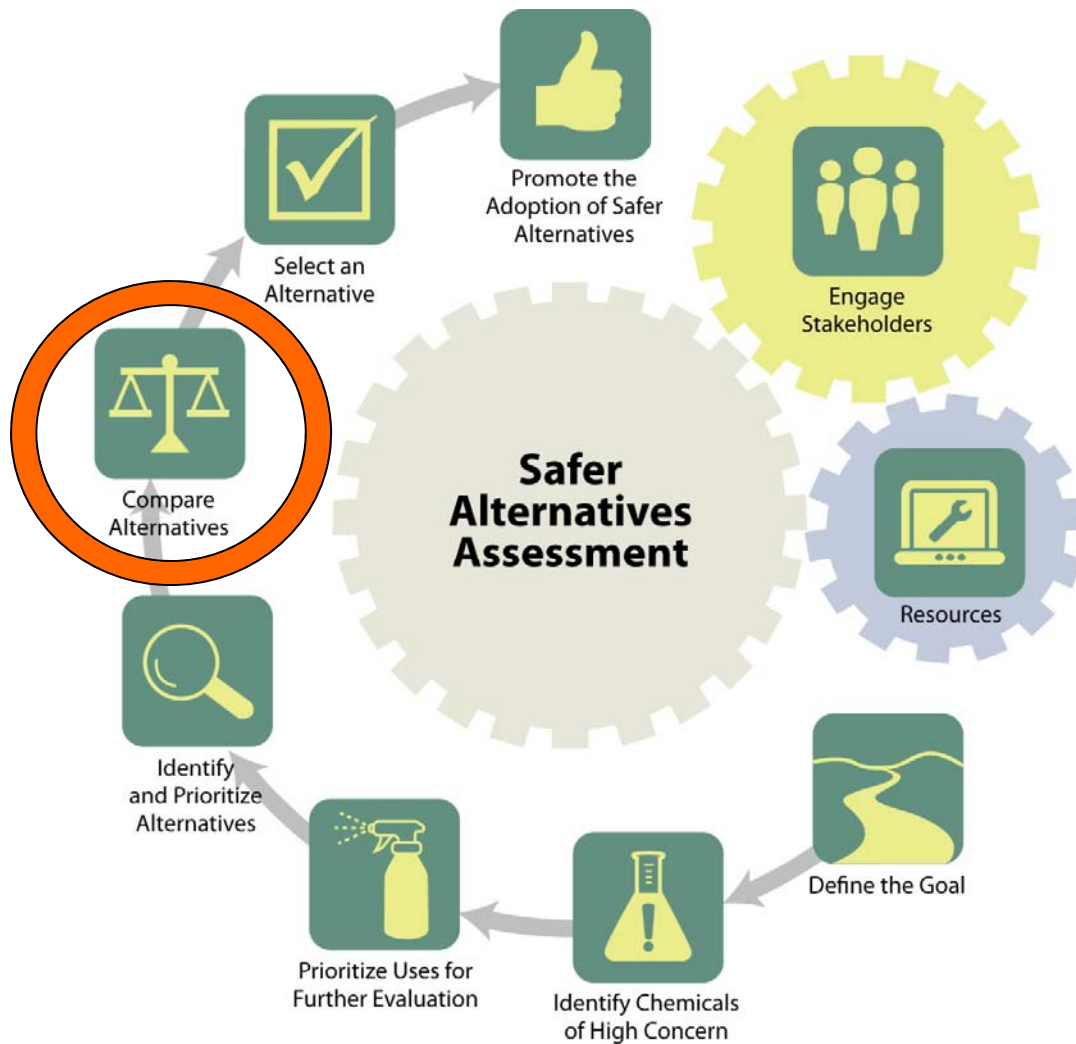 Promote the
Adoption of Safer
Alternatives
Select an
Alternative
Engage
Stakeholders
Compare
Alternatives
Safer
Alternatives
Assessment
Resources
Identify
and Prioritize
Alternatives
Define the Goal
Prioritize Uses for
Further Evaluation
Identify Chemicals
of High Concern